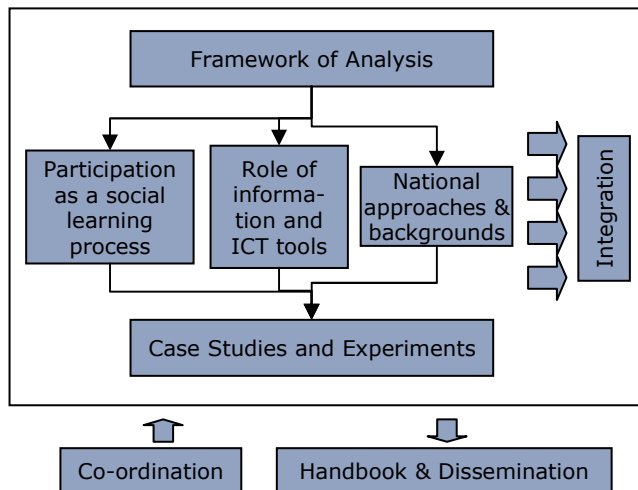 Framework of Analysis
Participation
as a social
learning
process
Role of
informa-
tion and
ICT tools
National
approaches &
backgrounds
Integration
Case Studies and Experiments
Co-ordination
Handbook & Dissemination